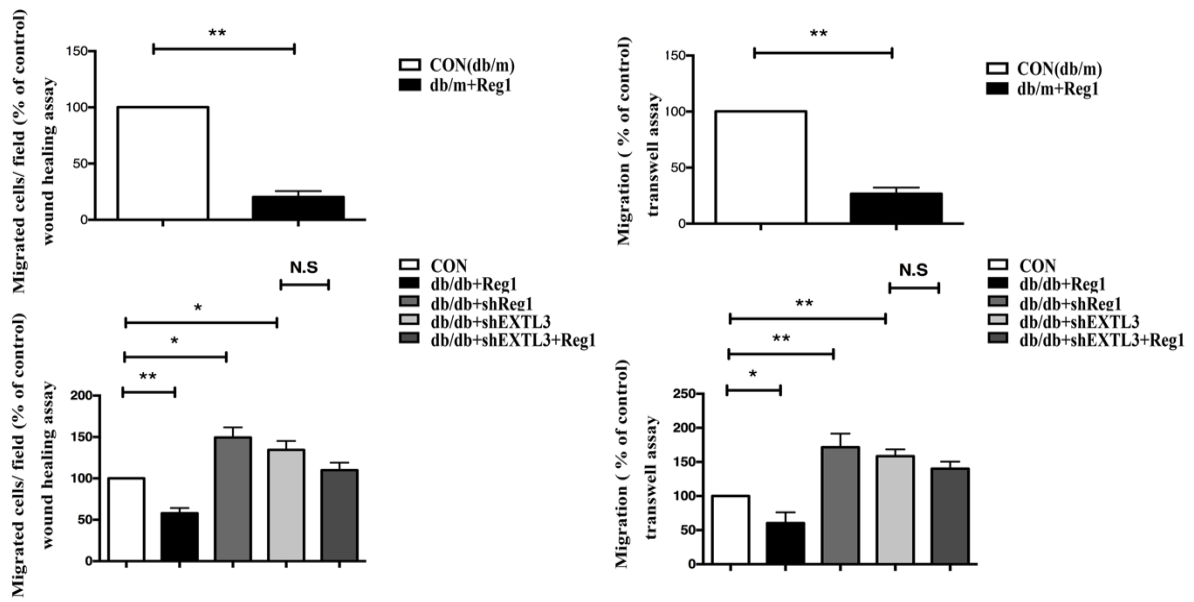 Migrated cells/ field (% of control)
wound healing assay
**
150
100
50
0
CON(db/m)
db/m+Reg1
Migration ( % of control)
transwell assay
**
150
100
50
0
CON(db/m)
db/m+Reg1
Migrated cells/ field (% of control)
wound healing assay
N.S
*
*
**
200
150
100
50
0
CON
db/db+Reg1
db/db+shReg1
db/db+shEXTL3
db/db+shEXTL3+Reg1
Migration ( % of control)
transwell assay
N.S
**
**
*
250
200
150
100
50
0
CON
db/db+Reg1
db/db+shReg1
db/db+shEXTL3
db/db+shEXTL3+Reg1